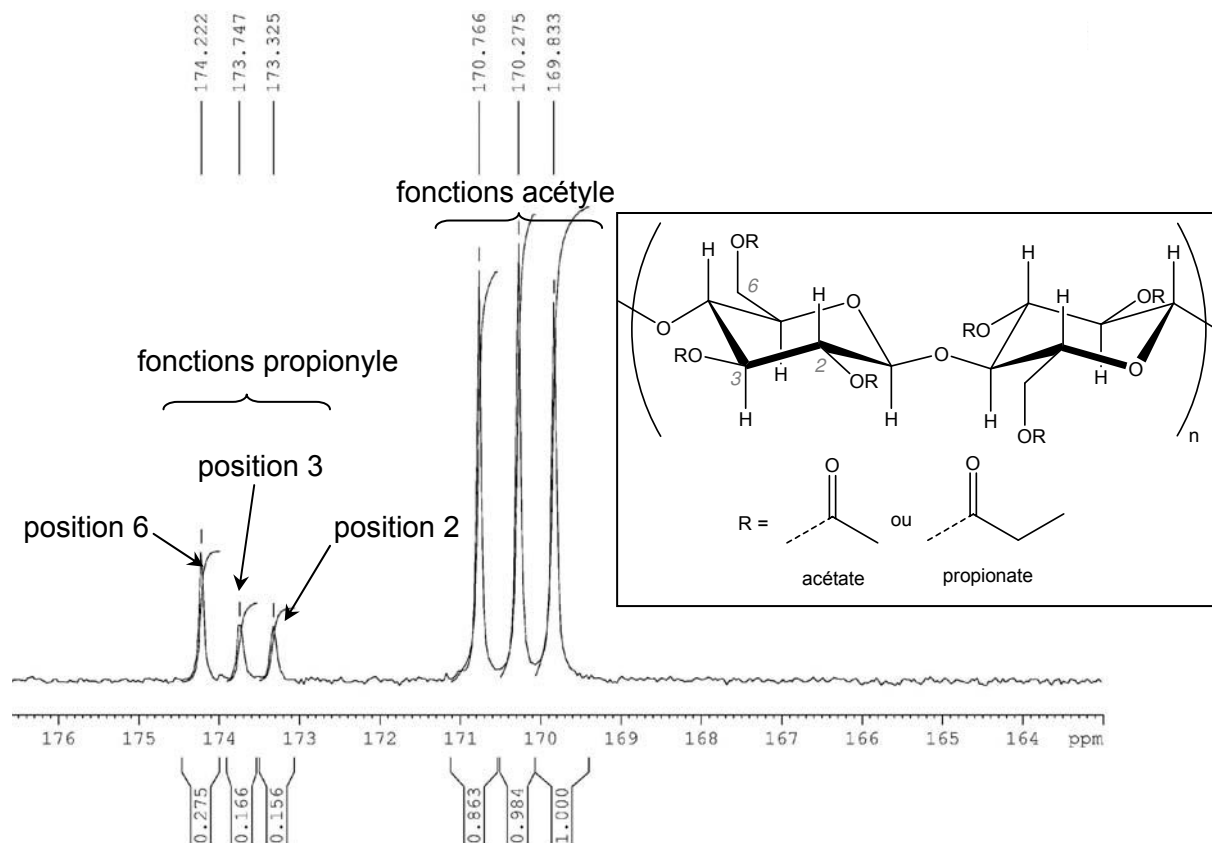 174.222
173.747
173.325
170.766
170.275
169.833
fonctions acétyle
fonctions propionyle
position 3
position 6
position 2
OR
H
6
H
O
H
OR
H
O
RO
RO
3
2
H
OR
O
O
H
H
H
H
OR
n
O
O
R =
ou
acétate
propionate
176
175
174
173
172
171
170
169
168
167
166
165
164
ppm
0.275
0.166
0.156
0.863
0.984
1.000